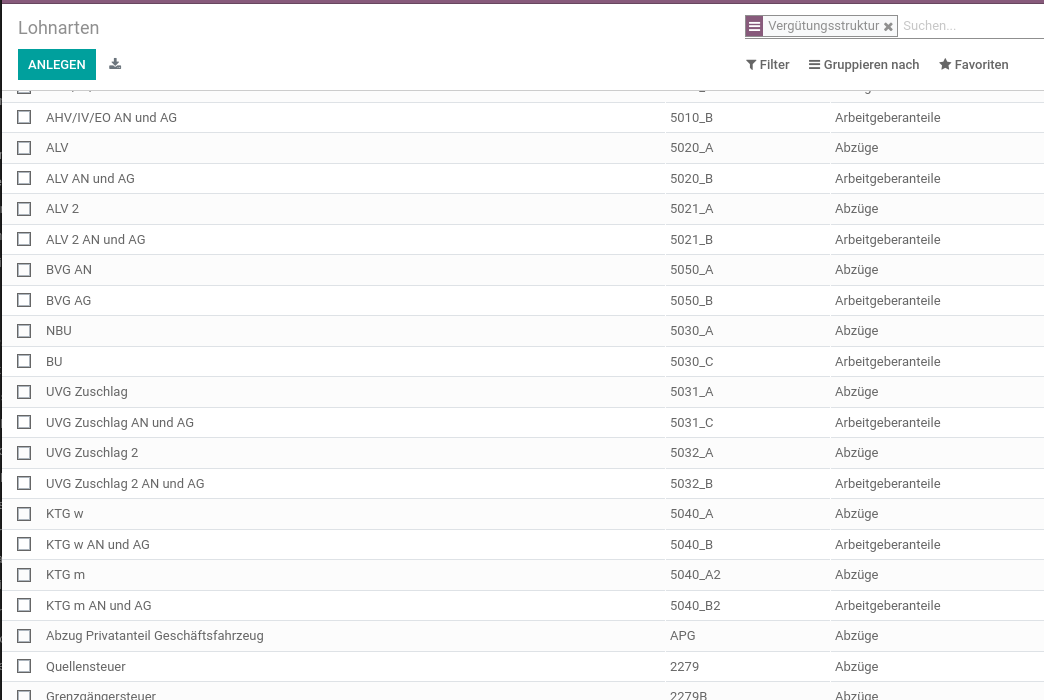 Lohnarten
Vergütungsstruktur Suchen...
ANLEGEN
Filter Gruppieren nach Favoriten
AHV/IV/EO AN und AG 5010_B Arbeitgeberanteile
ALV 5020_A Abzüge
ALV AN und AG 5020_B Arbeitgeberanteile
ALV 2 5021_A Abzüge
ALV 2 AN und AG 5021_B Arbeitgeberanteile
BVG AN 5050_A Abzüge
BVG AG 5050_B Arbeitgeberanteile
NBU 5030_A Abzüge
BU 5030_C Arbeitgeberanteile
UVG Zuschlag 5031_A Abzüge
UVG Zuschlag AN und AG 5031_C Arbeitgeberanteile
UVG Zuschlag 2 5032_A Abzüge
UVG Zuschlag 2 AN und AG 5032_B Arbeitgeberanteile
KTG w 5040_A Abzüge
KTG w AN und AG 5040_B Arbeitgeberanteile
KTG m 5040_A2 Abzüge
KTG m AN und AG 5040_B2 Arbeitgeberanteile
Abzug Privatanteil Geschäftsfahrzeug APG Abzüge
Quellensteuer 2279 Abzüge
Grenzgängersteuer 2279B Abzüge